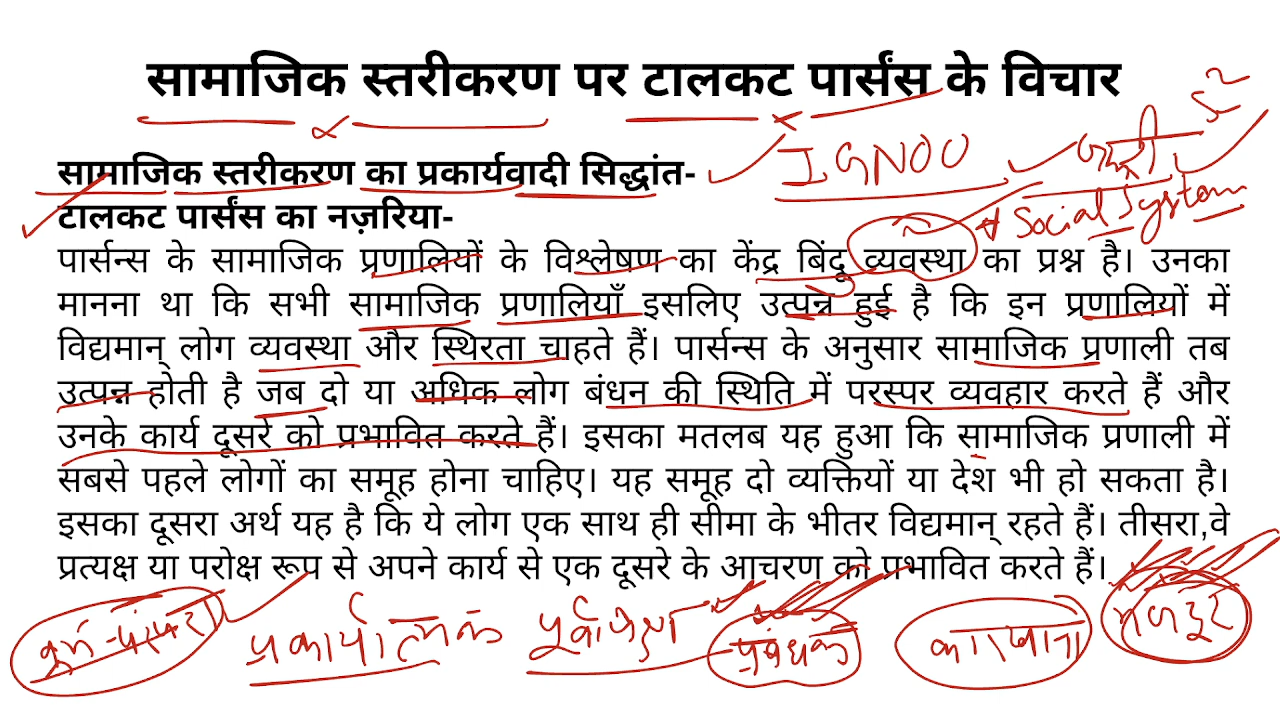 सामाजिक स्तरीकरण पर टालकट पार्संस के विचार
IGNOU
सामाजिक स्तरीकरण का प्रकार्यवादी सिद्धांत-
Social System
टालकट पार्संस का नज़रिया-
पार्सन्स के सामाजिक प्रणालियों के विश्लेषण का केंद्र बिंदु व्यवस्था का प्रश्न है। उनका
मानना था कि सभी सामाजिक प्रणालियाँ इसलिए उत्पन्न हुई है कि इन प्रणालियों में
विद्यमान् लोग व्यवस्था और स्थिरता चाहते हैं। पार्सन्स के अनुसार सामाजिक प्रणाली तब
उत्पन्न होती है जब दो या अधिक लोग बंधन की स्थिति में परस्पर व्यवहार करते हैं और
उनके कार्य दूसरे को प्रभावित करते हैं। इसका मतलब यह हुआ कि सामाजिक प्रणाली में
सबसे पहले लोगों का समूह होना चाहिए। यह समूह दो व्यक्तियों या देश भी हो सकता है।
इसका दूसरा अर्थ यह है कि ये लोग एक साथ ही सीमा के भीतर विद्यमान् रहते हैं। तीसरा,वे
प्रत्यक्ष या परोक्ष रूप से अपने कार्य से एक दूसरे के आचरण को प्रभावित करते हैं।
प्रकार्यात्मक पूर्वापेक्षा प्रबंधक कारखाना मजदूर